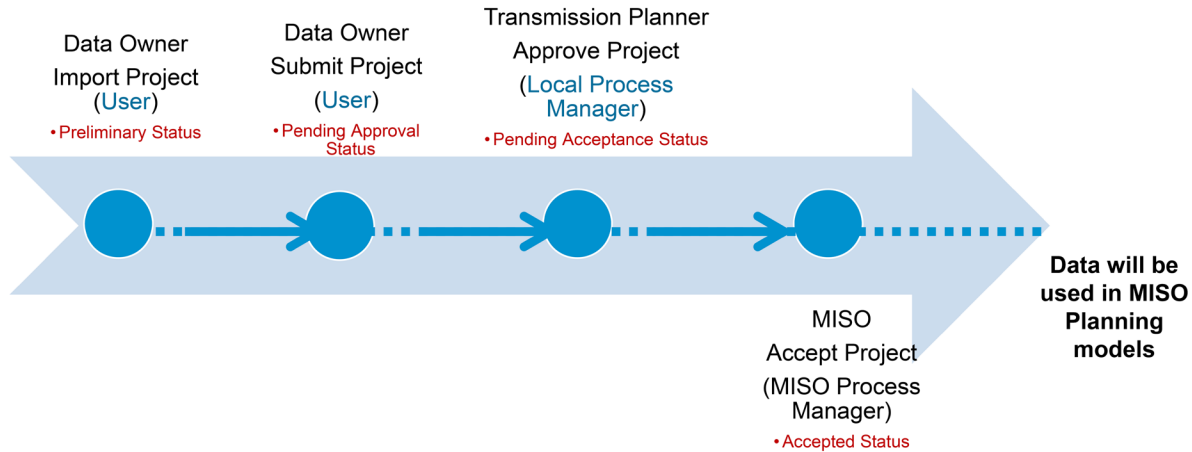 Data Owner
Import Project
(User)
• Preliminary Status
Data Owner
Submit Project
(User)
• Pending Approval
Status
Transmission Planner
Approve Project
(Local Process
Manager)
• Pending Acceptance Status
MISO
Accept Project
(MISO Process
Manager)
• Accepted Status
Data will be
used in MISO
Planning
models